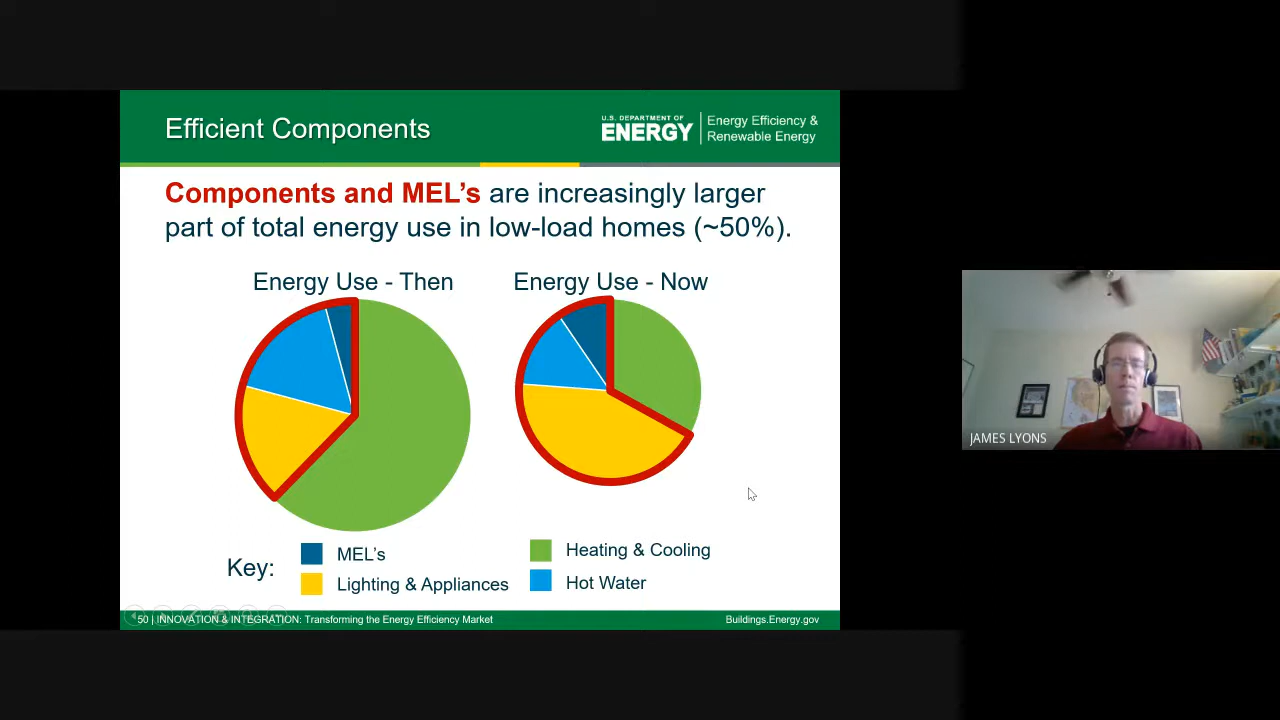 Efficient Components
U.S. DEPARTMENT OF
ENERGY
Energy Efficiency &
Renewable Energy
Components and MEL's are increasingly larger
part of total energy use in low-load homes (~50%).
Energy Use - Then
Energy Use - Now
Key:
MEL's
Lighting & Appliances
Heating & Cooling
Hot Water
50 | INNOVATION & INTEGRATION: Transforming the Energy Efficiency Market
Buildings.Energy.gov
JAMES LYONS